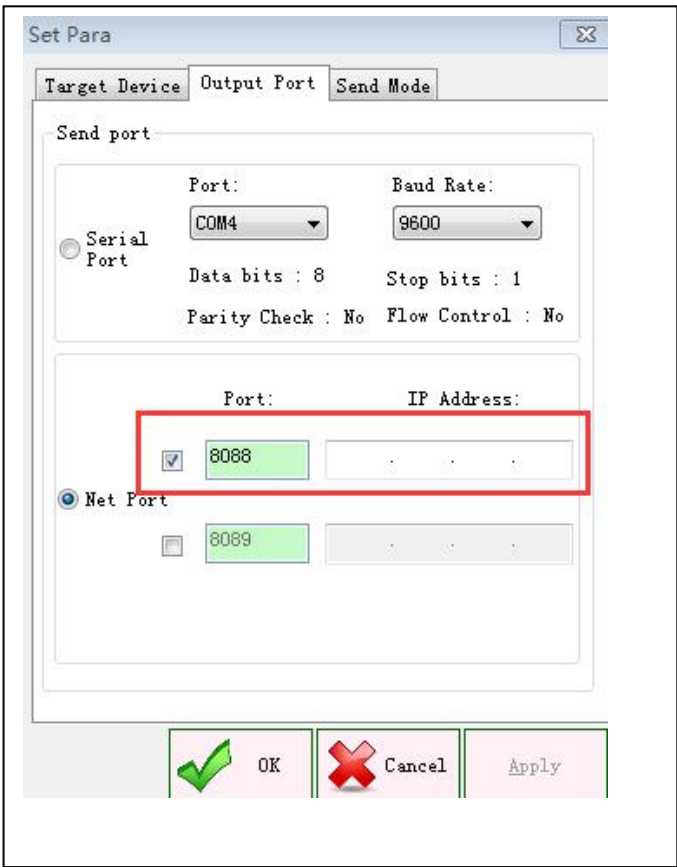 Set Para
Target Device Output Port Send Mode
Send port
Port: Baud Rate:
COM4 9600
Serial
Port
Data bits : 8 Stop bits : 1
Parity Check : No Flow Control : No
Port: IP Address:
8088 . . .
Net Port
8089 . . .
OK Cancel Apply